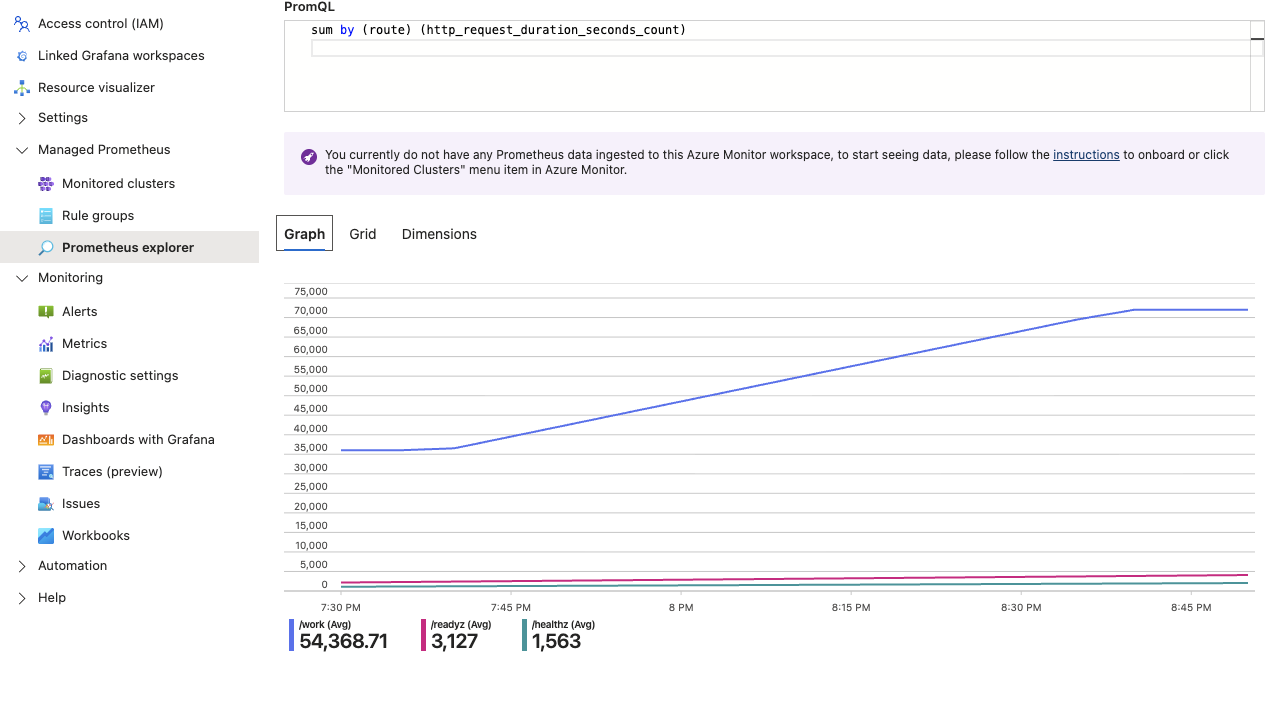 Access control (IAM)
Linked Grafana workspaces
Resource visualizer
Settings
Managed Prometheus
Monitored clusters
Rule groups
Prometheus explorer
Monitoring
Alerts
Metrics
Diagnostic settings
Insights
Dashboards with Grafana
Traces (preview)
Issues
Workbooks
Automation
Help
PromQL
sum by (route) (http_request_duration_seconds_count)
You currently do not have any Prometheus data ingested to this Azure Monitor workspace, to start seeing data, please follow the instructions to onboard or click
the "Monitored Clusters" menu item in Azure Monitor.
Graph Grid Dimensions
75,000
70,000
65,000
60,000
55,000
50,000
45,000
40,000
35,000
30,000
25,000
20,000
15,000
10,000
5,000
0
7:30 PM 7:45 PM 8 PM 8:15 PM 8:30 PM 8:45 PM
/work (Avg) /readyz (Avg) /healthz (Avg)
54,368.71 3,127 1,563